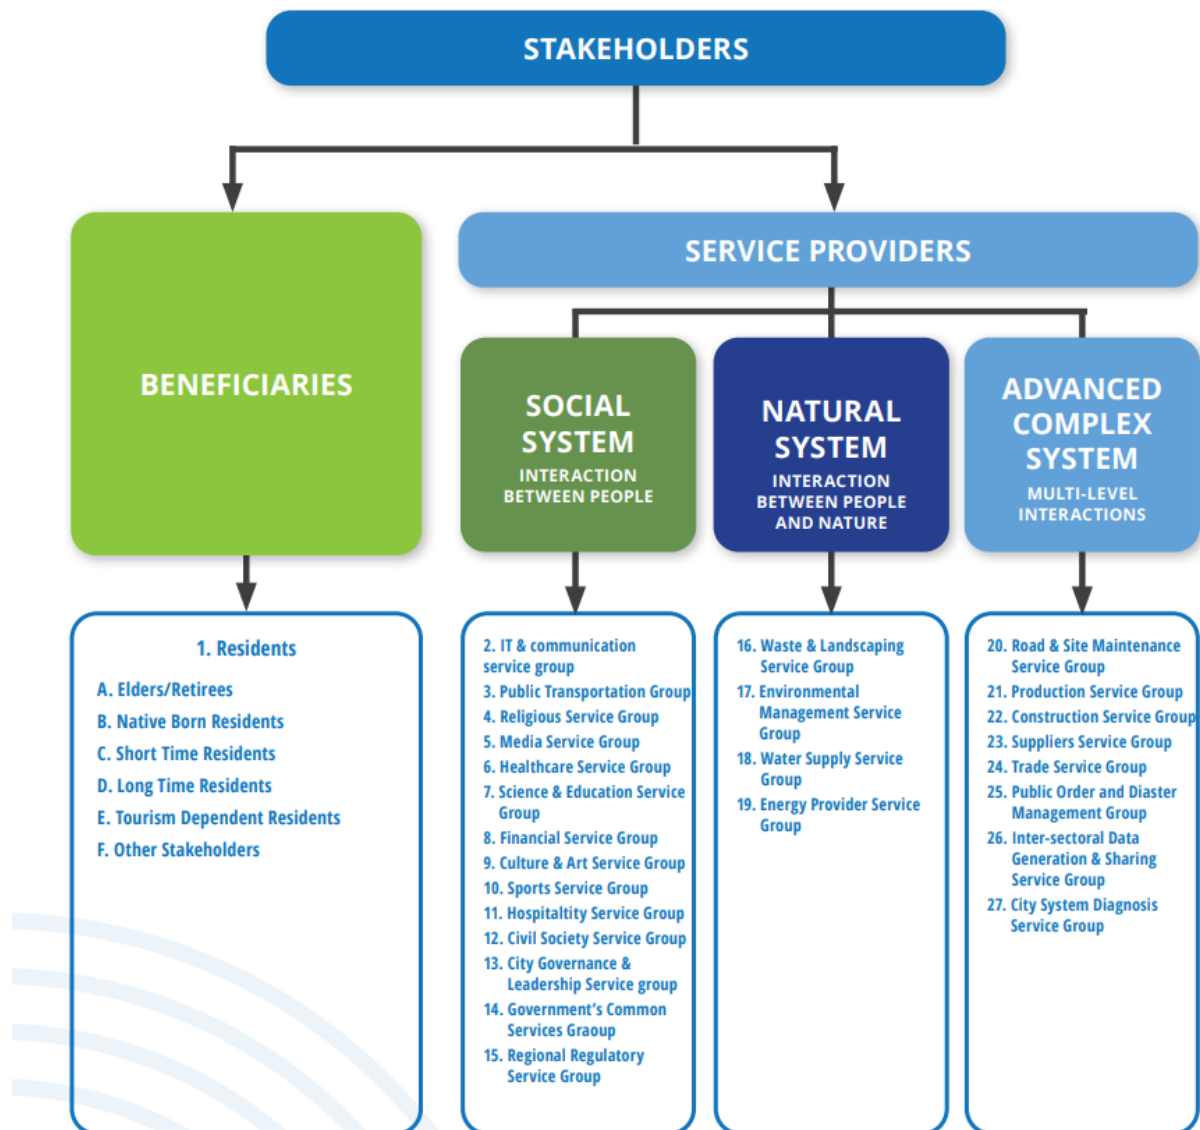 STAKEHOLDERS
BENEFICIARIES
SERVICE PROVIDERS
SOCIAL
SYSTEM
INTERACTION
BETWEEN PEOPLE
NATURAL
SYSTEM
INTERACTION
BETWEEN PEOPLE
AND NATURE
ADVANCED
COMPLEX
SYSTEM
MULTI-LEVEL
INTERACTIONS
1. Residents
A. Elders/Retirees
B. Native Born Residents
C. Short Time Residents
D. Long Time Residents
E. Tourism Dependent Residents
F. Other Stakeholders
2. IT & communication
service group
3. Public Transportation Group
4. Religious Service Group
5. Media Service Group
6. Healthcare Service Group
7. Science & Education Service
Group
8. Financial Service Group
9. Culture & Art Service Group
10. Sports Service Group
11. Hospitaltity Service Group
12. Civil Society Service Group
13. City Governance &
Leadership Service group
14. Government's Common
Services Graoup
15. Regional Regulatory
Service Group
16. Waste & Landscaping
Service Group
17. Environmental
Management Service
Group
18. Water Supply Service
Group
19. Energy Provider Service
Group
20. Road & Site Maintenance
Service Group
21. Production Service Group
22. Construction Service Group
23. Suppliers Service Group
24. Trade Service Group
25. Public Order and Diaster
Management Group
26. Inter-sectoral Data
Generation & Sharing
Service Group
27. City System Diagnosis
Service Group